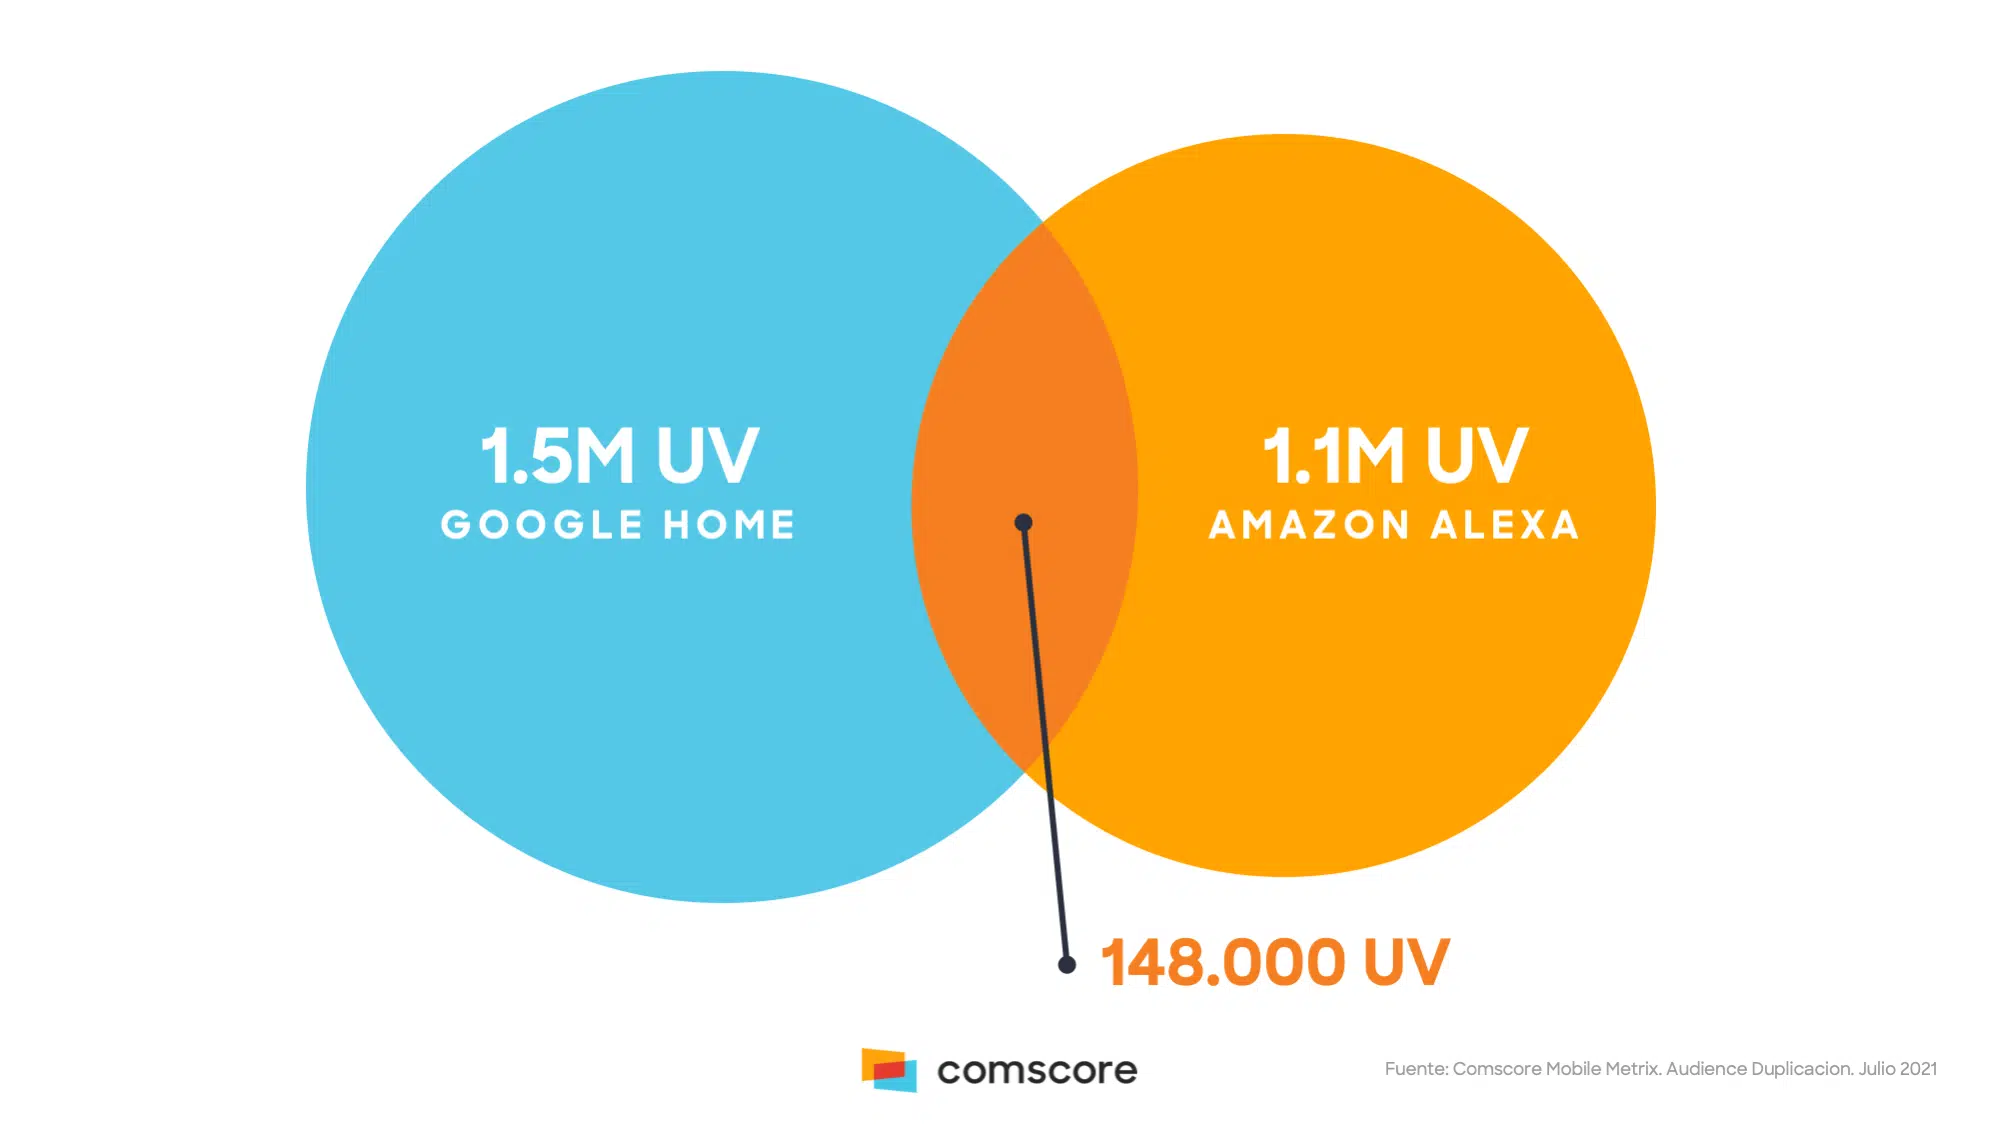 1.5M UV
GOOGLE HOME
1.1M UV
AMAZON ALEXA
148.000 UV
comscore
Fuente: Comscore Mobile Metrix. Audience Duplicacion. Julio 2021